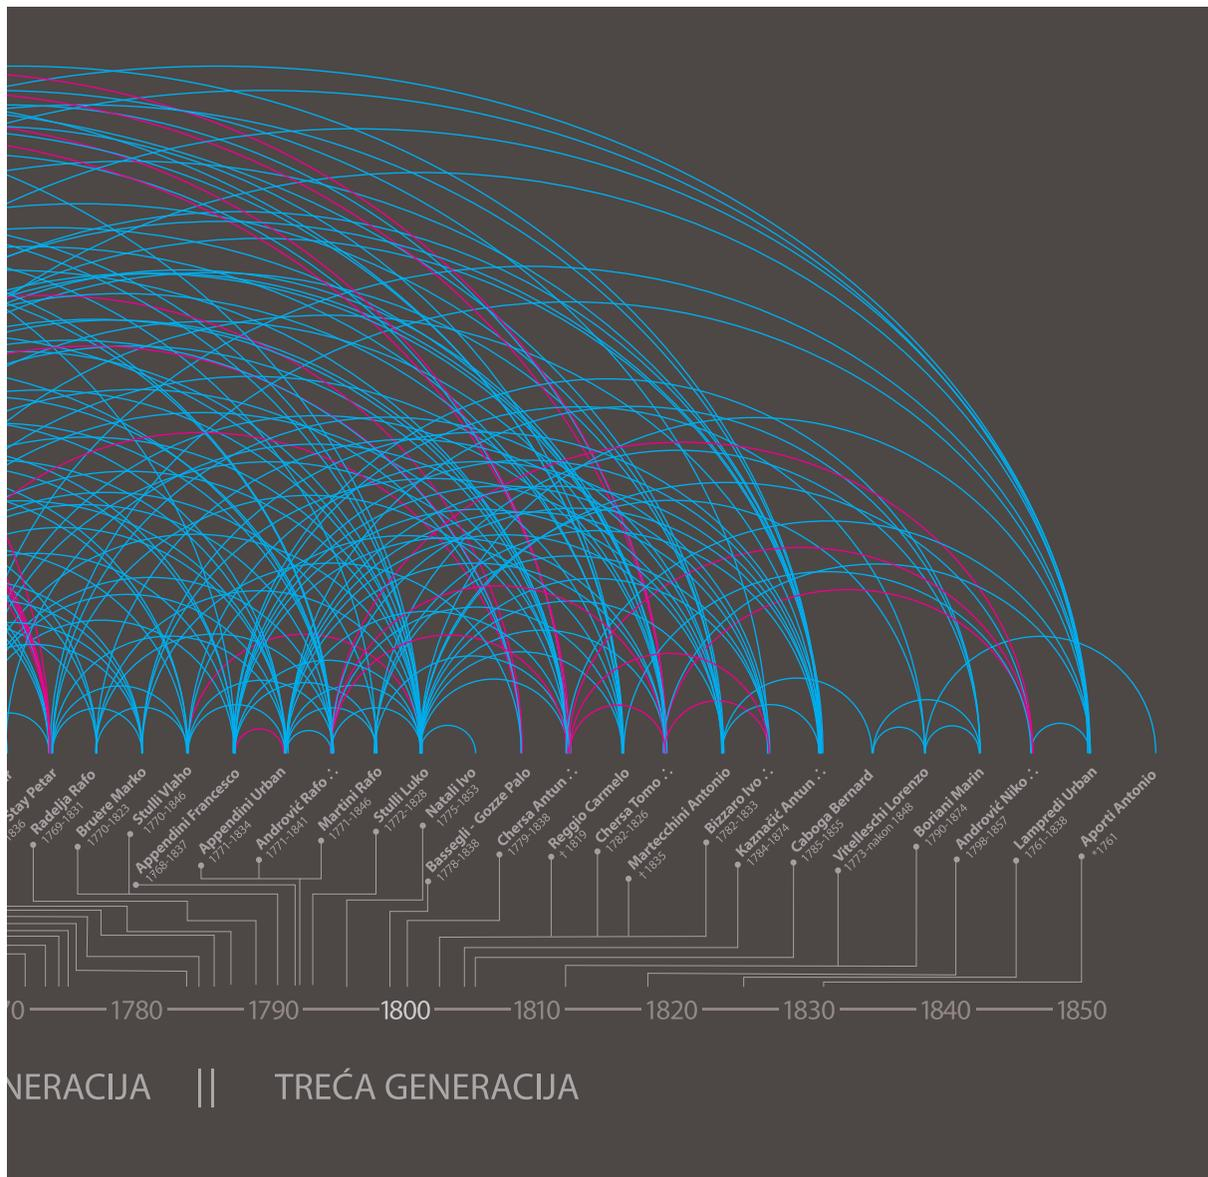 Stay Petar
1836
Radelja Rafo
1769-1831
Bruère Marko
1770-1823
Stulli Vlaho
1770-1846
Appendini Francesco
1768-1837
Appendini Urban
1771-1834
Andrović Rafo ∴
1771-1841
Martini Rafo
1771-1846
Stulli Luko
1772-1828
Natali Ivo
1775-1853
Bassegli - Gozze Palo
1778-1838
Chersa Antun ∴
1779-1838
Reggio Carmelo
†1819
Chersa Tomo ∴
1782-1826
Martecchini Antonio
†1835
Bizzaro Ivo ∴
1782-1833
Kaznačić Antun ∴
1784-1874
Caboga Bernard
1785-1855
Vitelleschi Lorenzo
1773-nakon 1848
Boriani Marin
1790-1874
Andrović Niko ∴
1798-1857
Lampredi Urban
1761-1838
Aporti Antonio
*1761
70 1780 1790 1800 1810 1820 1830 1840 1850
NERACIJA || TREĆA GENERACIJA